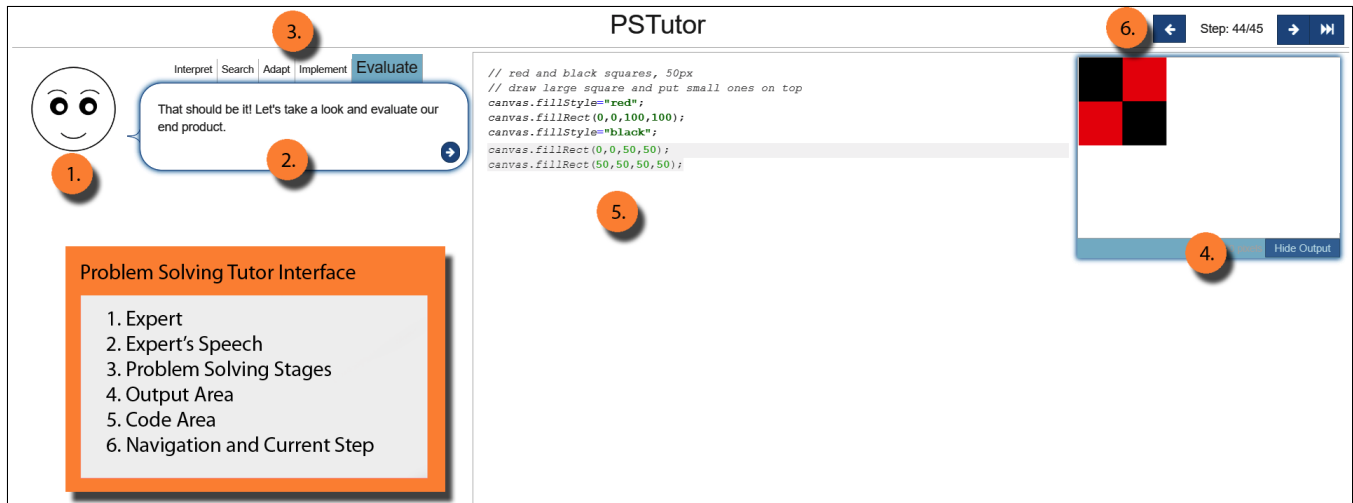 PSTutor
3.
6.
Step: 44/45
Interpret Search Adapt Implement Evaluate
That should be it! Let's take a look and evaluate our
end product.
2.
1.
// red and black squares, 50px
// draw large square and put small ones on top
canvas.fillStyle="red";
canvas.fillRect(0,0,100,100);
canvas.fillStyle="black";
canvas.fillRect(0,0,50,50);
canvas.fillRect(50,50,50,50);
5.
4.
Hide Output
Problem Solving Tutor Interface
1. Expert
2. Expert's Speech
3. Problem Solving Stages
4. Output Area
5. Code Area
6. Navigation and Current Step